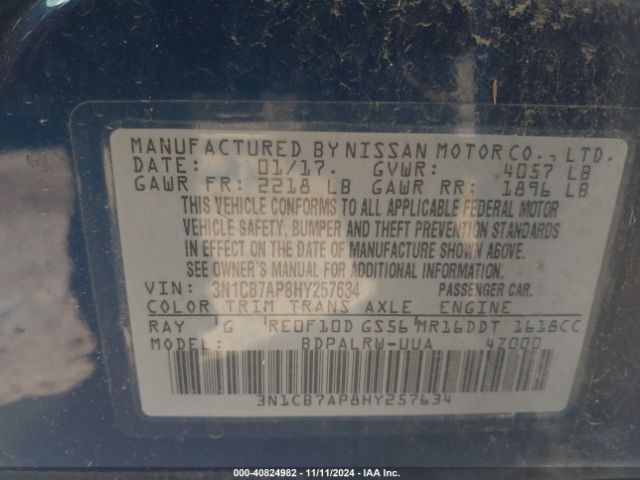 MANUFACTURED BY NISSAN MOTOR CO., LTD.
DATE: 01/17. GVWR: 4057 LB
GAWR FR: 2218 LB GAWR RR: 1896 LB
THIS VEHICLE CONFORMS TO ALL APPLICABLE FEDERAL MOTOR
VEHICLE SAFETY, BUMPER AND THEFT PREVENTION STANDARDS
IN EFFECT ON THE DATE OF MANUFACTURE SHOWN ABOVE.
SEE OWNER'S MANUAL FOR ADDITIONAL INFORMATION.
VIN: 3N1CB7AP8HY257634 PASSENGER CAR.
COLOR TRIM TRANS AXLE ENGINE
RAY G RE0F10D GS56 MR16DDT 1618CC
MODEL: BDPALRW-UUA 4Z000
3N1CB7AP8HY257634
000-40824982 - 11/11/2024 - IAA Inc.